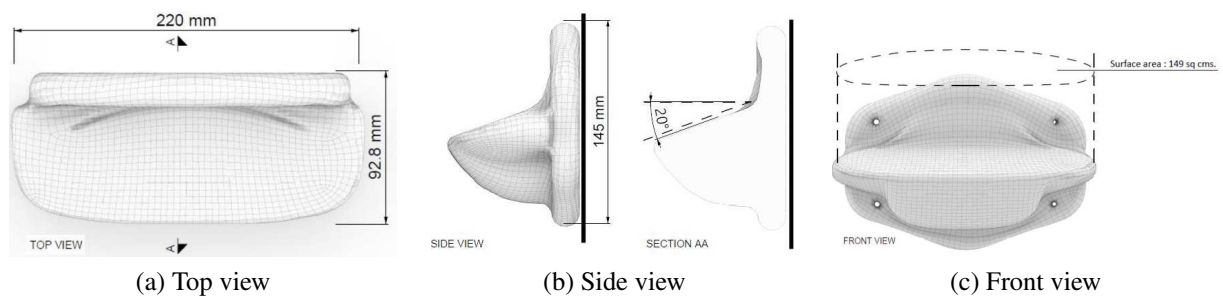 220 mm
A
92.8 mm
A
TOP VIEW
145 mm
SIDE VIEW
20°
SECTION AA
Surface area : 149 sq cms.
FRONT VIEW
(a) Top view
(b) Side view
(c) Front view